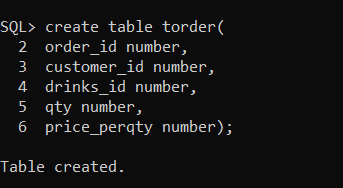 SQL> create table torder(
2 order_id number,
3 customer_id number,
4 drinks_id number,
5 qty number,
6 price_perqty number);
Table created.